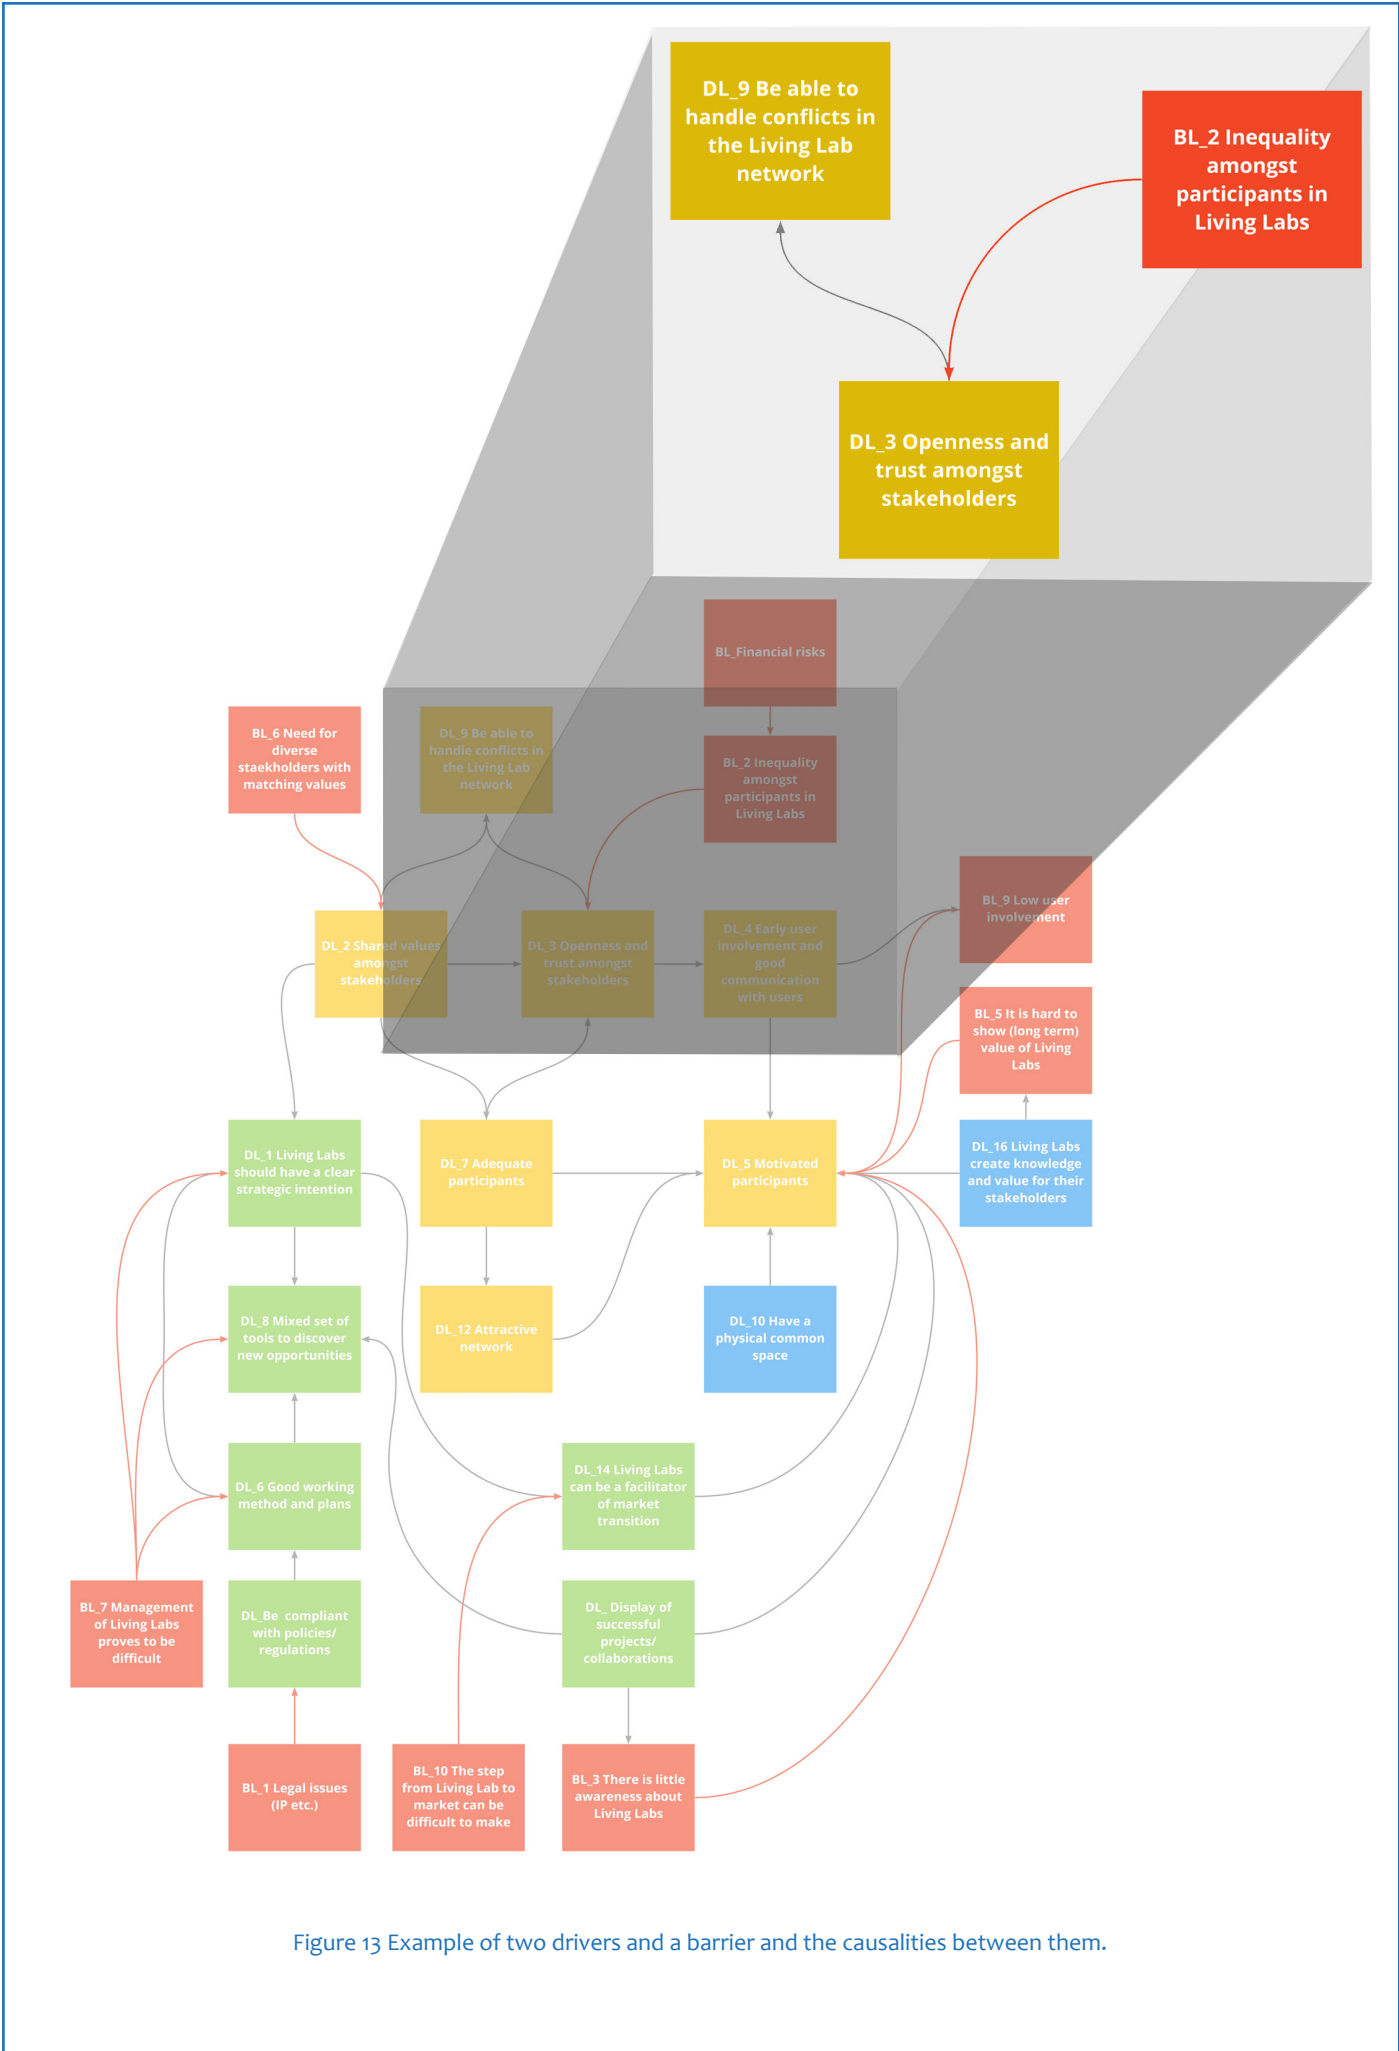 DL_9 Be able to
handle conflicts in
the Living Lab
network
BL_2 Inequality
amongst
participants in
Living Labs
DL_3 Openness and
trust amongst
stakeholders
BL_Financial risks
BL_6 Need for
diverse
staekholders with
matching values
DL_9 Be able to
handle conflicts in
the Living Lab
network
BL_2 Inequality
amongst
participants in
Living Labs
DL_2 Shared values
amongst
stakeholders
DL_3 Openness and
trust amongst
stakeholders
DL_4 Early user
involvement and
good
communication
with users
BL_9 Low user
involvement
BL_5 It is hard to
show (long term)
value of Living
Labs
DL_1 Living Labs
should have a clear
strategic intention
DL_7 Adequate
participants
DL_5 Motivated
participants
DL_16 Living Labs
create knowledge
and value for their
stakeholders
DL_8 Mixed set of
tools to discover
new opportunities
DL_12 Attractive
network
DL_10 Have a
physical common
space
DL_6 Good working
method and plans
DL_14 Living Labs
can be a facilitator
of market
transition
BL_7 Management
of Living Labs
proves to be
difficult
DL_Be  compliant
with policies/
regulations
DL_ Display of
successful
projects/
collaborations
BL_1 Legal issues
(IP etc.)
BL_10 The step
from Living Lab to
market can be
difficult to make
BL_3 There is little
awareness about
Living Labs
Figure 13 Example of two drivers and a barrier and the causalities between them.